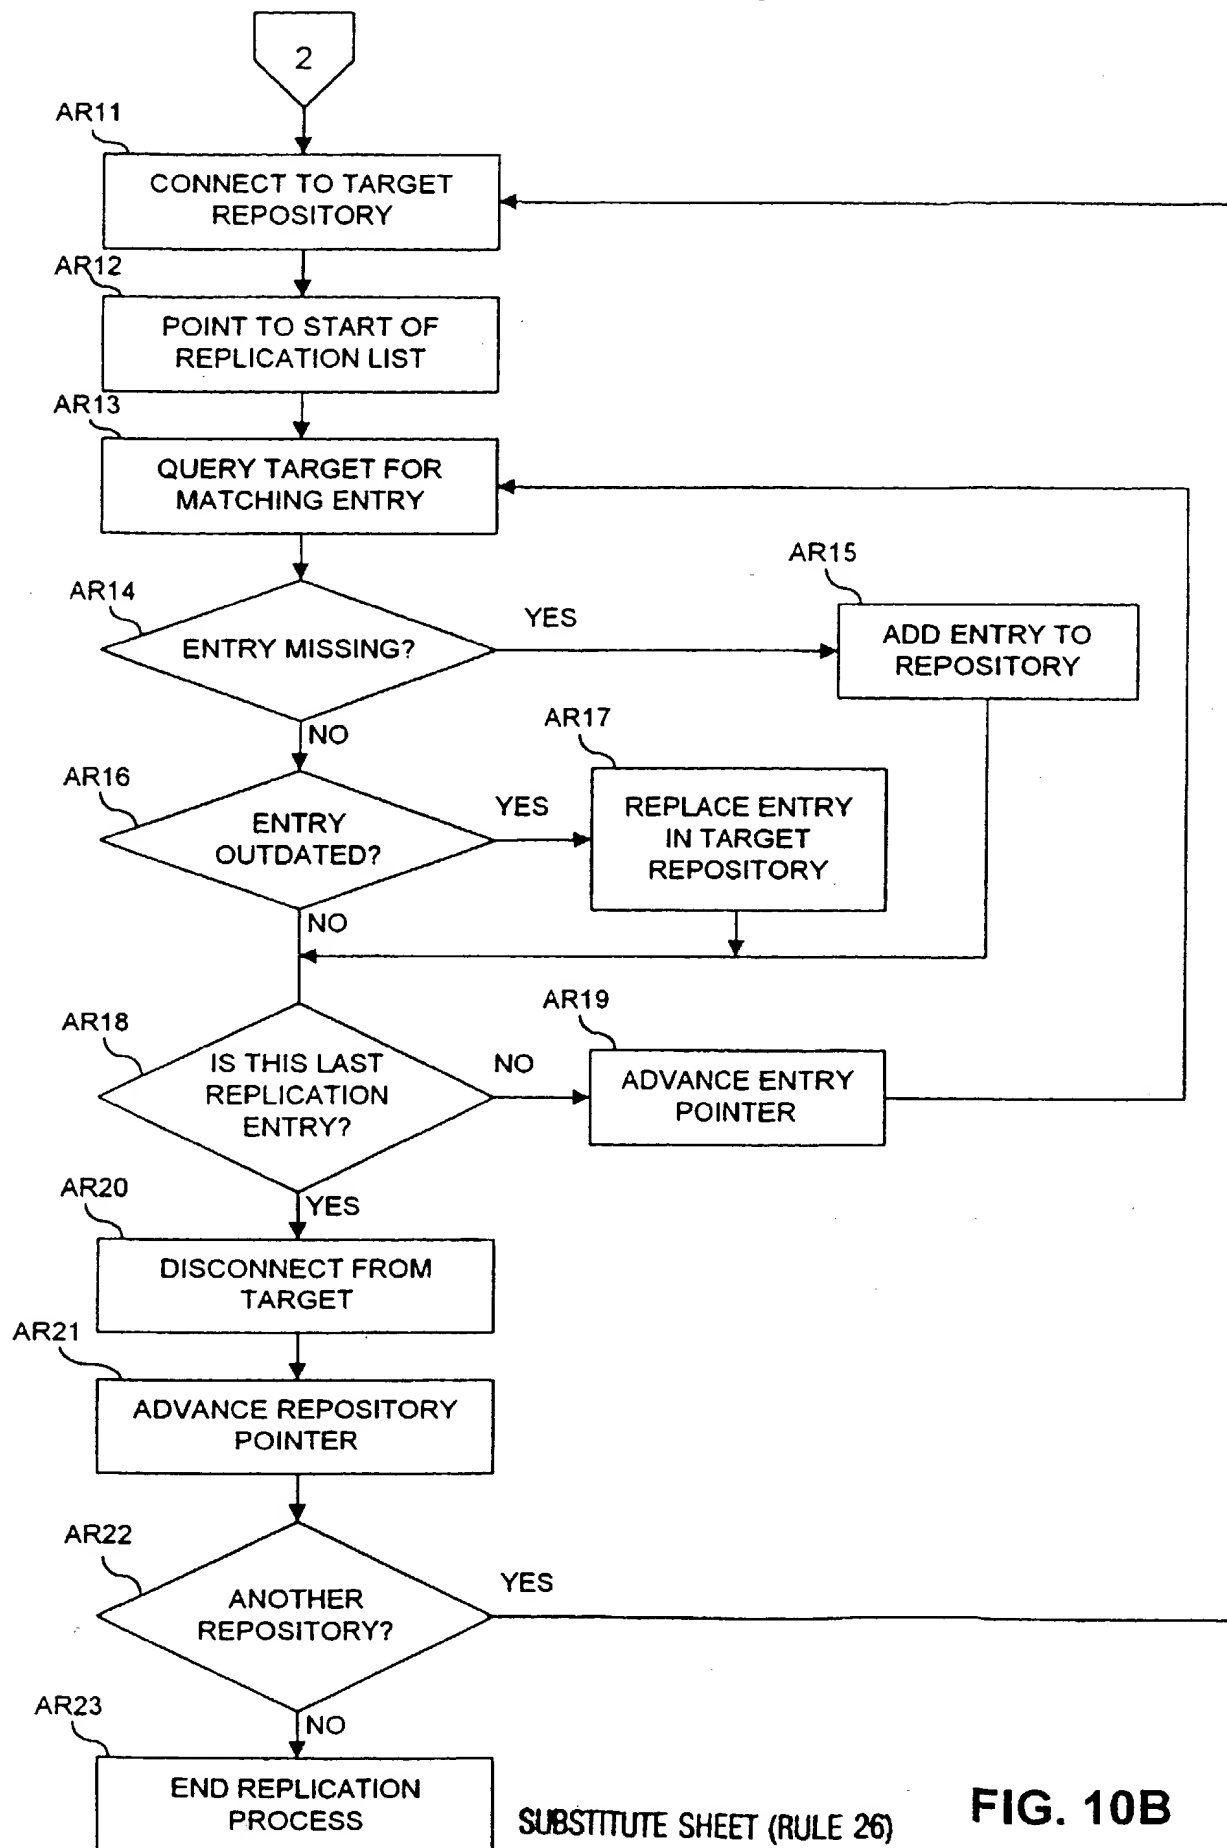 2
AR11
CONNECT TO TARGET
REPOSITORY
AR12
POINT TO START OF
REPLICATION LIST
AR13
QUERY TARGET FOR
MATCHING ENTRY
AR14
ENTRY MISSING?
YES
AR15
ADD ENTRY TO
REPOSITORY
NO
AR16
ENTRY
OUTDATED?
YES
AR17
REPLACE ENTRY
IN TARGET
REPOSITORY
NO
AR18
IS THIS LAST
REPLICATION
ENTRY?
NO
AR19
ADVANCE ENTRY
POINTER
YES
AR20
DISCONNECT FROM
TARGET
AR21
ADVANCE REPOSITORY
POINTER
AR22
ANOTHER
REPOSITORY?
YES
NO
AR23
END REPLICATION
PROCESS
SUBSTITUTE SHEET (RULE 26)
FIG. 10B